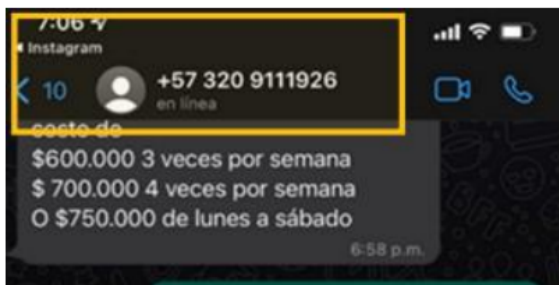 7:06
Instagram
10
+57 320 9111926
en línea
costo de
$600.000 3 veces por semana
$ 700.000 4 veces por semana
O $750.000 de lunes a sábado
6:58 p.m.